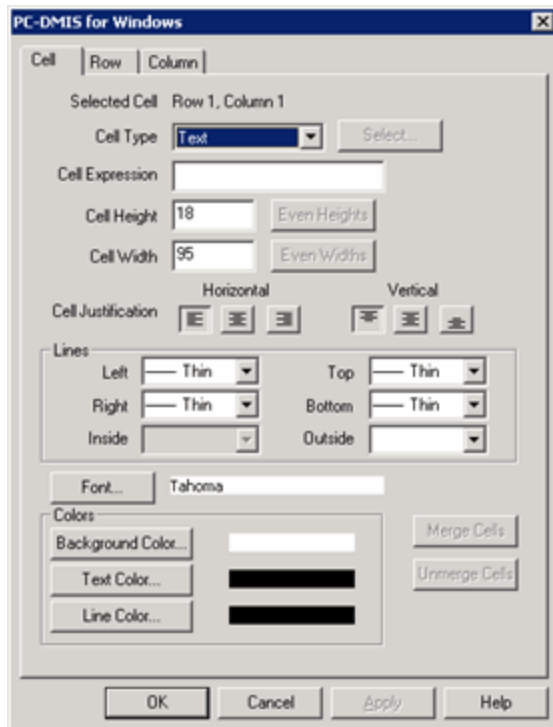 PC-DMIS for Windows
Cell Row Column
Selected Cell Row 1, Column 1
Cell Type Text Select...
Cell Expression
Cell Height 18 Even Heights
Cell Width 95 Even Widths
Horizontal Vertical
Cell Justification
Lines
Left Thin Top Thin
Right Thin Bottom Thin
Inside Outside
Font... Tahoma
Colors
Background Color... Merge Cells
Text Color... Unmerge Cells
Line Color...
OK Cancel Apply Help